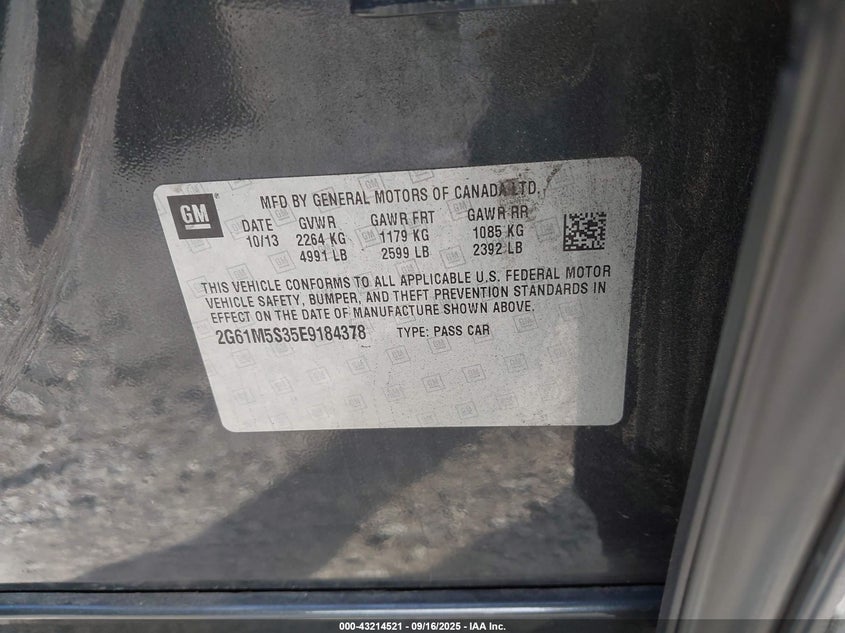 GM
MFD BY GENERAL MOTORS OF CANADA LTD.
DATE GVWR GAWR FRT GAWR RR
10/13 2264 KG 1179 KG 1085 KG
4991 LB 2599 LB 2392 LB
THIS VEHICLE CONFORMS TO ALL APPLICABLE U.S. FEDERAL MOTOR
VEHICLE SAFETY, BUMPER, AND THEFT PREVENTION STANDARDS IN
EFFECT ON THE DATE OF MANUFACTURE SHOWN ABOVE.
2G61M5S35E9184378 TYPE: PASS CAR
000-43214521 - 09/16/2025 - IAA Inc.